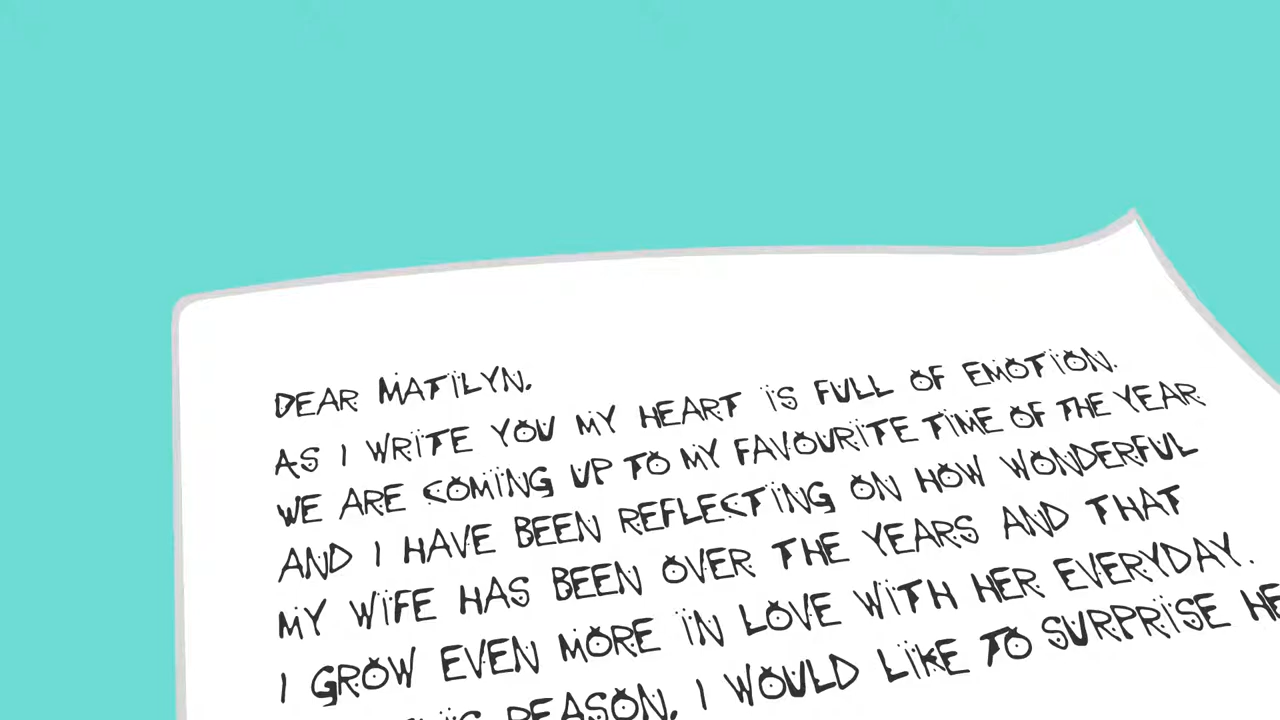 DEAR MATILYN,
AS I WRITE YOU MY HEART IS FULL OF EMOTION.
WE ARE COMING UP TO MY FAVOURITE TIME OF THE YEAR
AND I HAVE BEEN REFLECTING ON HOW WONDERFUL
MY WIFE HAS BEEN OVER THE YEARS AND THAT
I GROW EVEN MORE IN LOVE WITH HER EVERYDAY.
REASON, I WOULD LIKE TO SURPRISE